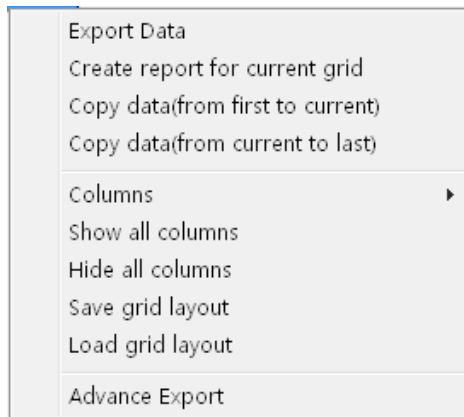 Export Data
Create report for current grid
Copy data(from first to current)
Copy data(from current to last)
Columns
Show all columns
Hide all columns
Save grid layout
Load grid layout
Advance Export